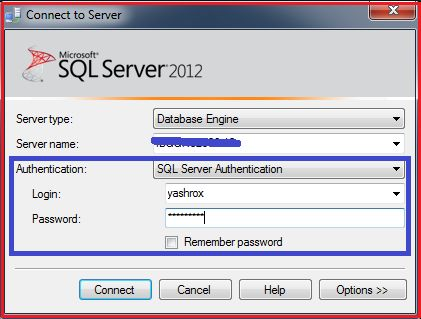 Connect to Server
Microsoft
SQL Server 2012
Server type: Database Engine
Server name:
Authentication: SQL Server Authentication
Login: yashrox
Password: *********
Remember password
Connect Cancel Help Options >>